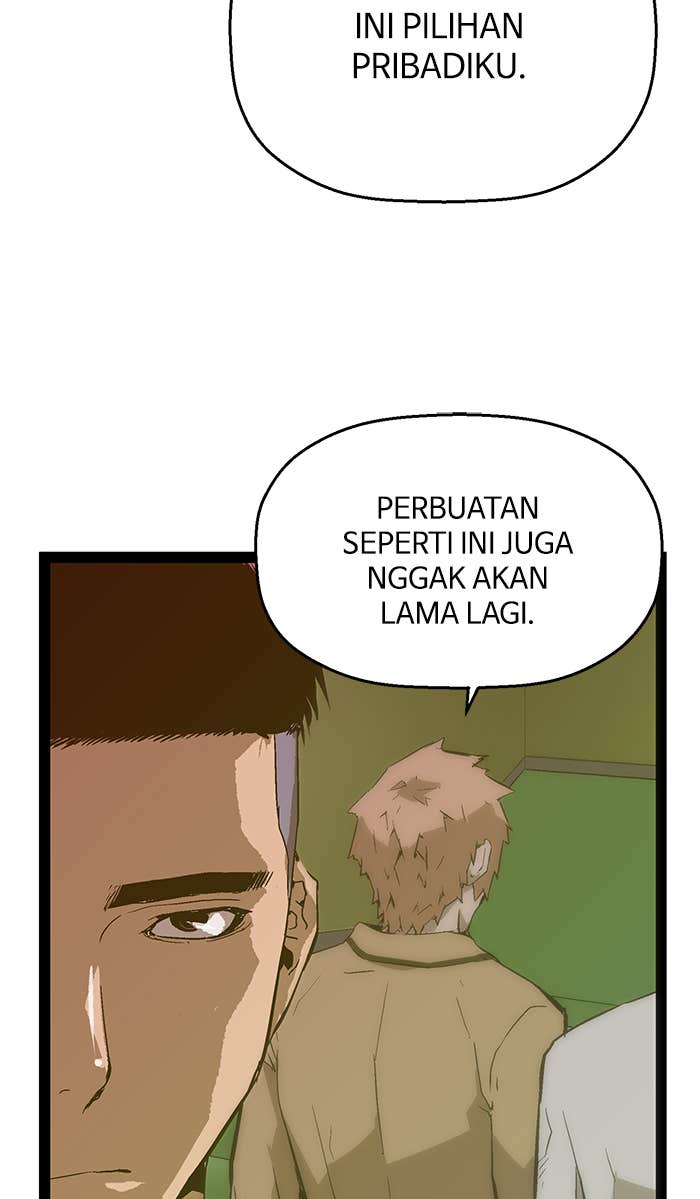 INI PILIHAN
PRIBADIKU.
PERBUATAN
SEPERTI INI JUGA
NGGAK AKAN
LAMA LAGI.